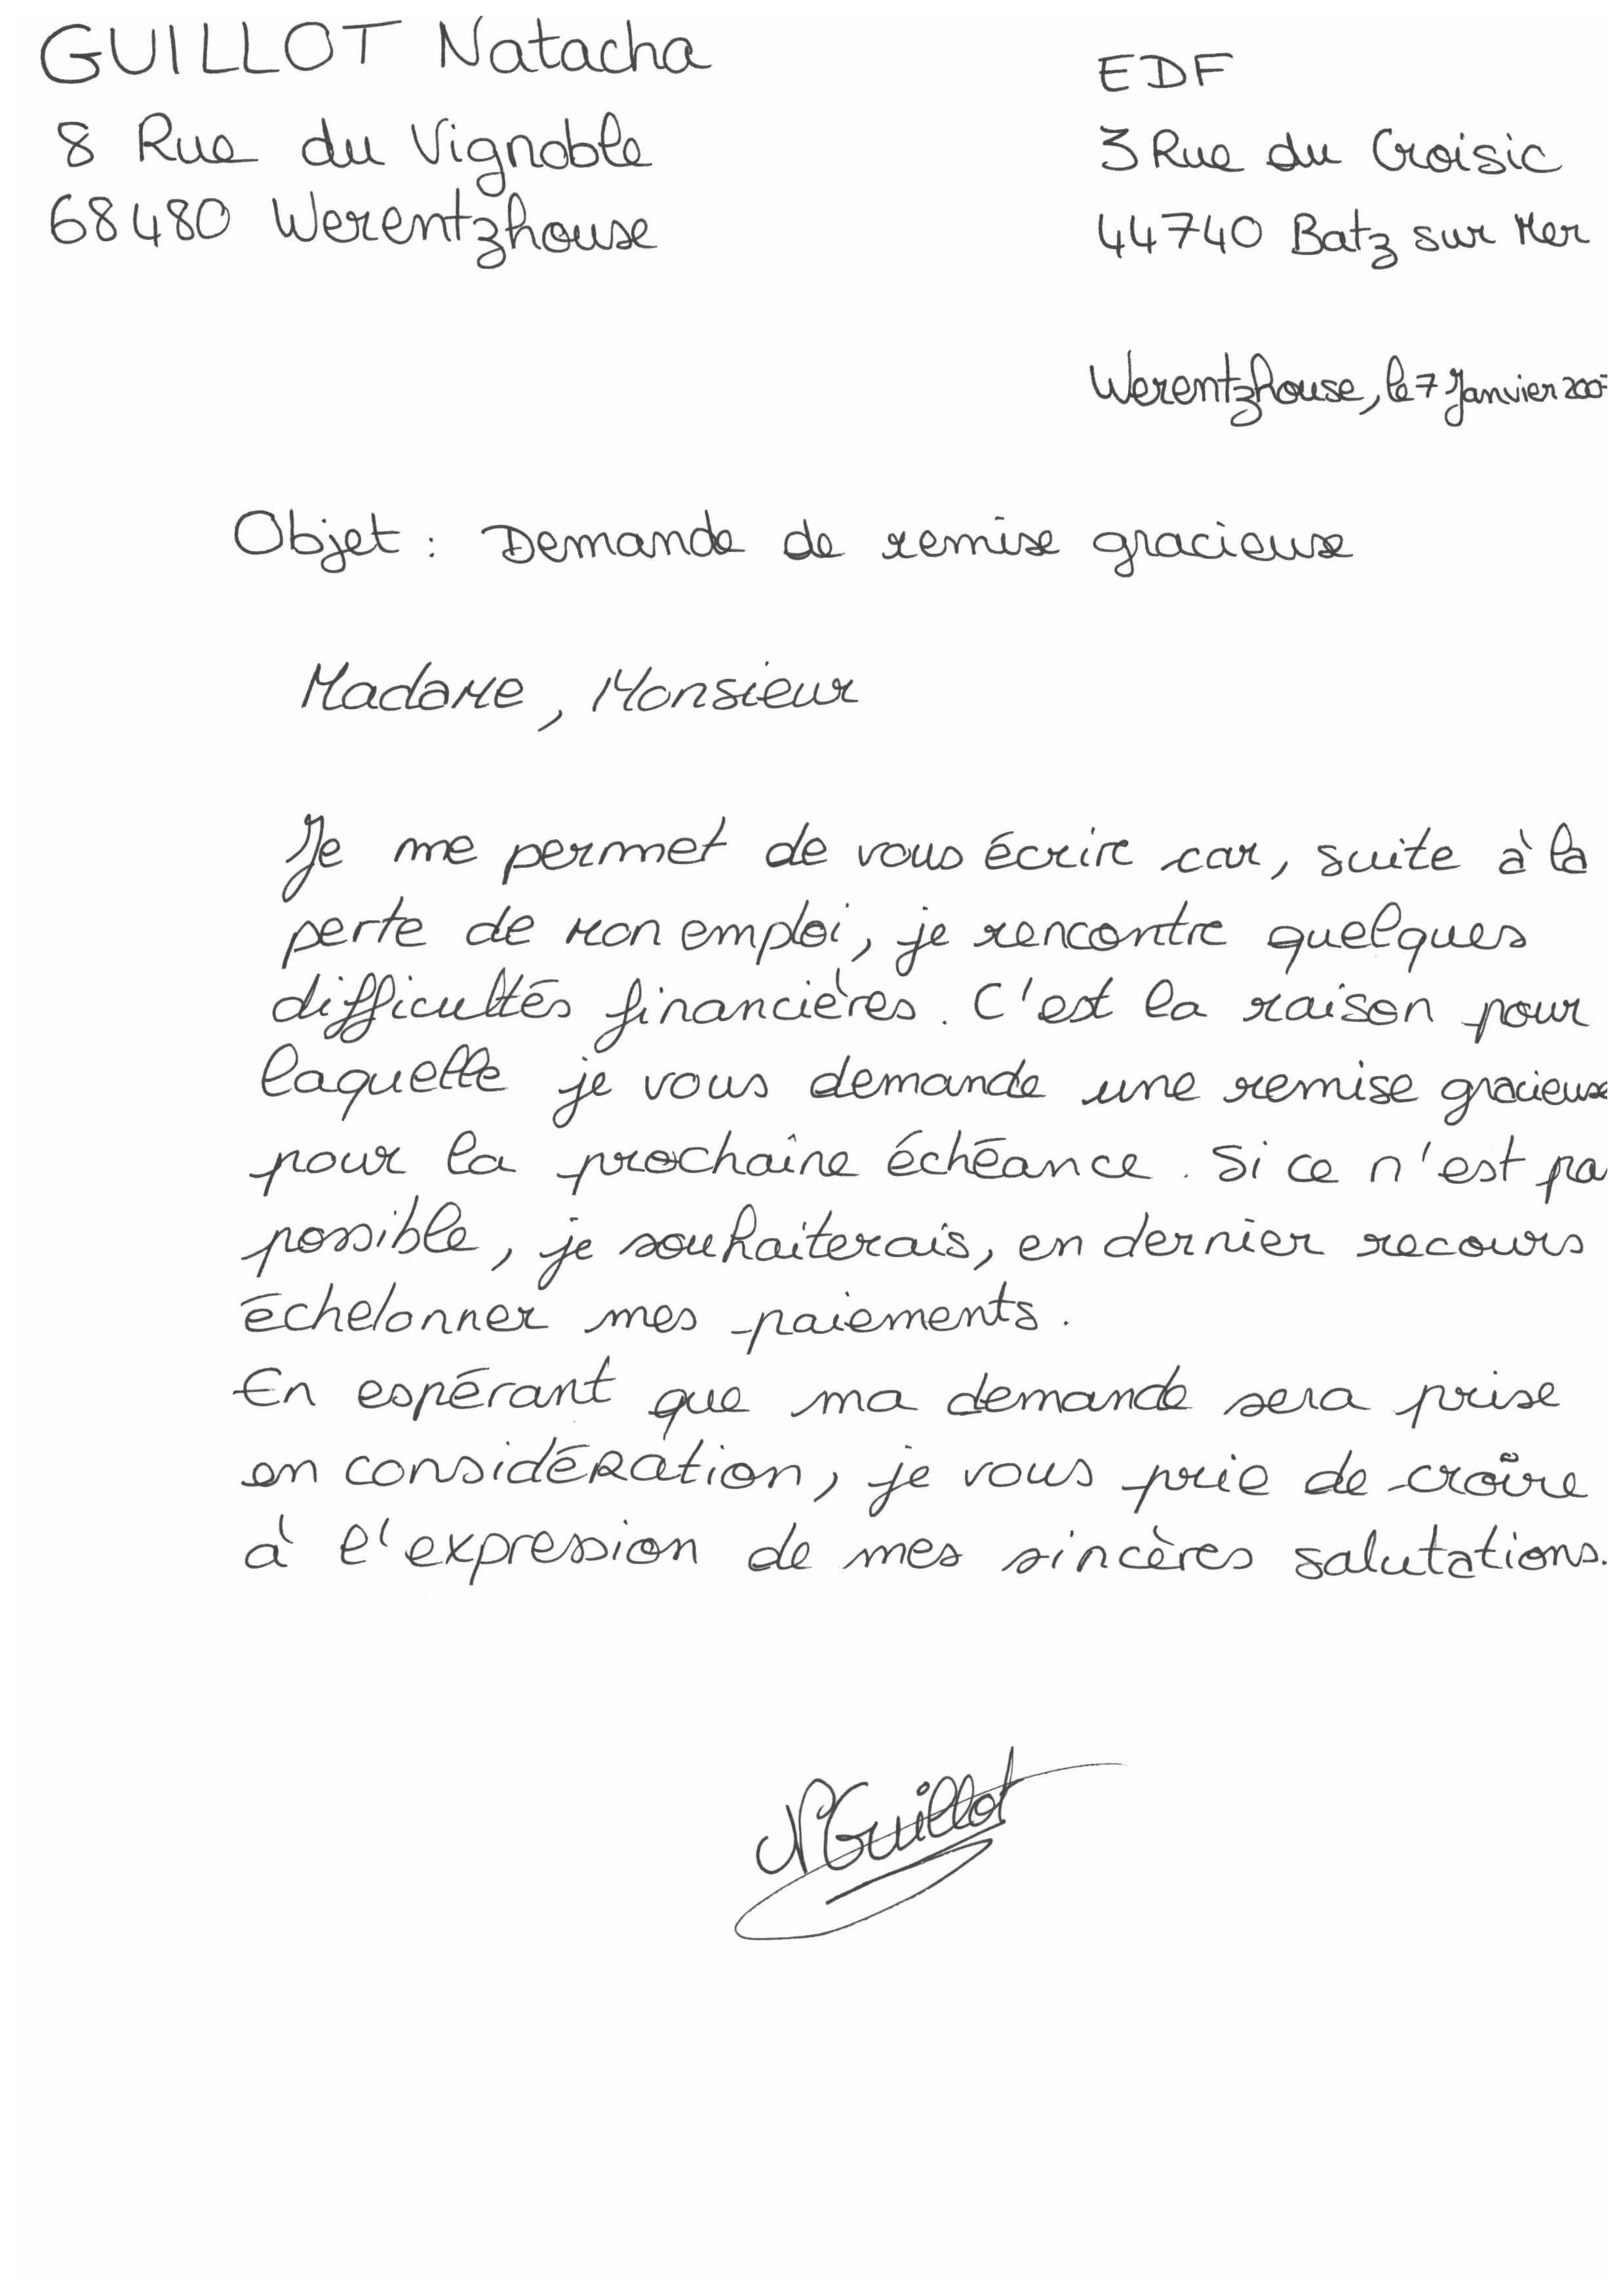 GUILLOT Natacha
8 Rue du Vignoble
68480 Werentzhouse
EDF
3 Rue du Croisic
44740 Batz sur Mer
Werentzhouse, le 7 Janvier
Objet : Demande de remise gracieuse
Madame, Monsieur
Je me permet de vous écrire car, suite à la
perte de mon emploi, je rencontre quelques
difficultés financières. C'est la raison pour
laquelle je vous demande une remise gracieuse
pour la prochaine échéance. Si ce n'est pa
possible, je souhaiterais, en dernier recours
échelonner mes paiements.
En espérant que ma demande sera prise
en considération, je vous prie de croîre
à l'expression de mes sincères salutations.
N Guillot